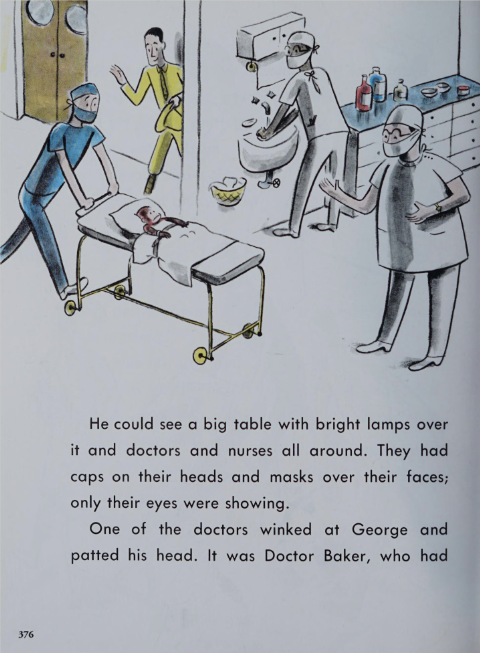 He could see a big table with bright lamps over
it and doctors and nurses all around. They had
caps on their heads and masks over their faces;
only their eyes were showing.
One of the doctors winked at George and
patted his head. It was Doctor Baker, who had
376